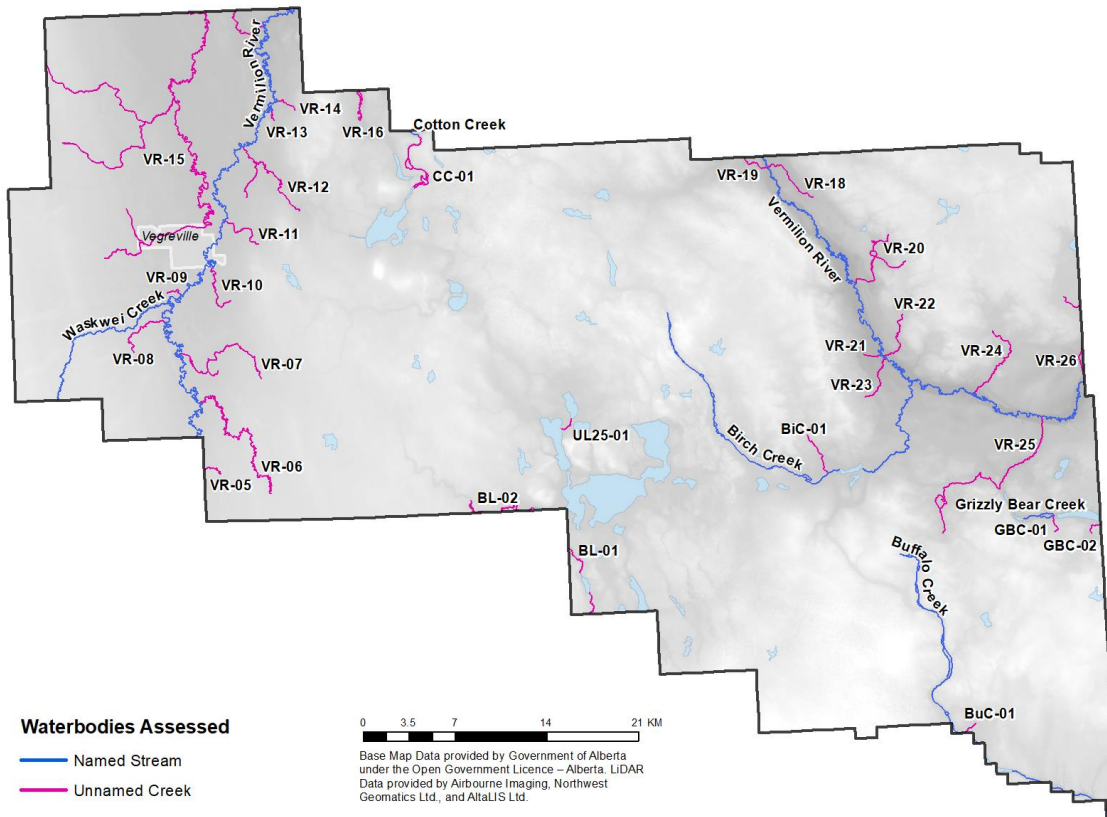 Vermilion River
VR-14
VR-13
VR-16
Cotton Creek
VR-15
CC-01
VR-12
VR-19
VR-18
Vermilion River
VR-11
Vegreville
VR-20
VR-09
VR-10
Waskwei Creek
VR-22
VR-08
VR-07
VR-21
VR-24
VR-26
VR-23
UL25-01
Birch Creek
BiC-01
VR-25
VR-06
VR-05
BL-02
Grizzly Bear Creek
GBC-01
GBC-02
BL-01
Buffalo Creek
BuC-01
Waterbodies Assessed
Named Stream
Unnamed Creek
0 3.5 7 14 21 KM
Base Map Data provided by Government of Alberta
under the Open Government Licence – Alberta. LiDAR
Data provided by Airbourne Imaging, Northwest
Geomatics Ltd., and AltaLIS Ltd.